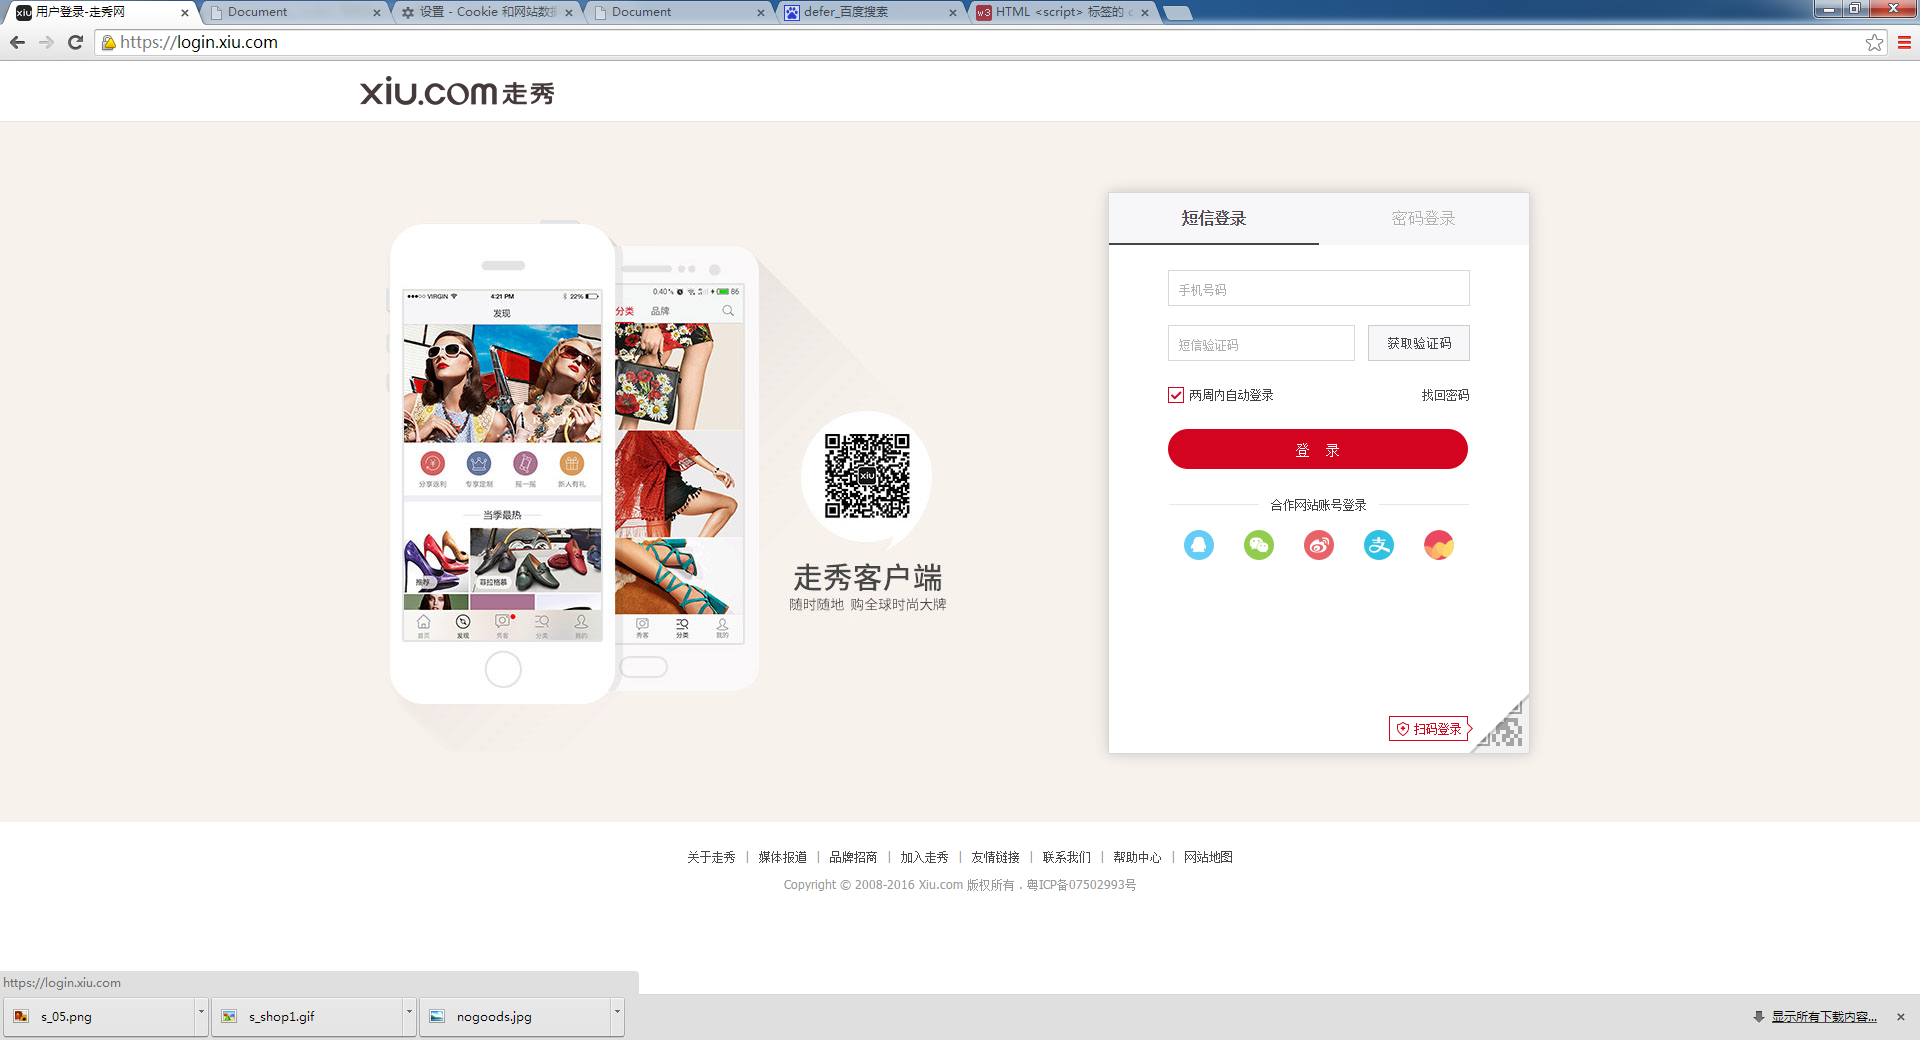 用户登录-走秀网
Document
设置 - Cookie 和网站数据
Document
defer_百度搜索
HTML <script> 标签的
https://login.xiu.com
xiu.com走秀
短信登录
密码登录
手机号码
短信验证码
获取验证码
两周内自动登录
找回密码
登 录
合作网站账号登录
扫码登录
VIRGIN
4:21 PM
22%
发现
分享返利
专享定制
摇一摇
新人有礼
当季最热
推荐
菲拉格慕
首页
发现
秀客
分类
我的
0.40%
86
分类
品牌
秀客
分类
我的
xiu
走秀客户端
随时随地 购全球时尚大牌
关于走秀 | 媒体报道 | 品牌招商 | 加入走秀 | 友情链接 | 联系我们 | 帮助中心 | 网站地图
Copyright © 2008-2016 Xiu.com 版权所有 . 粤ICP备07502993号
https://login.xiu.com
s_05.png
s_shop1.gif
nogoods.jpg
显示所有下载内容...